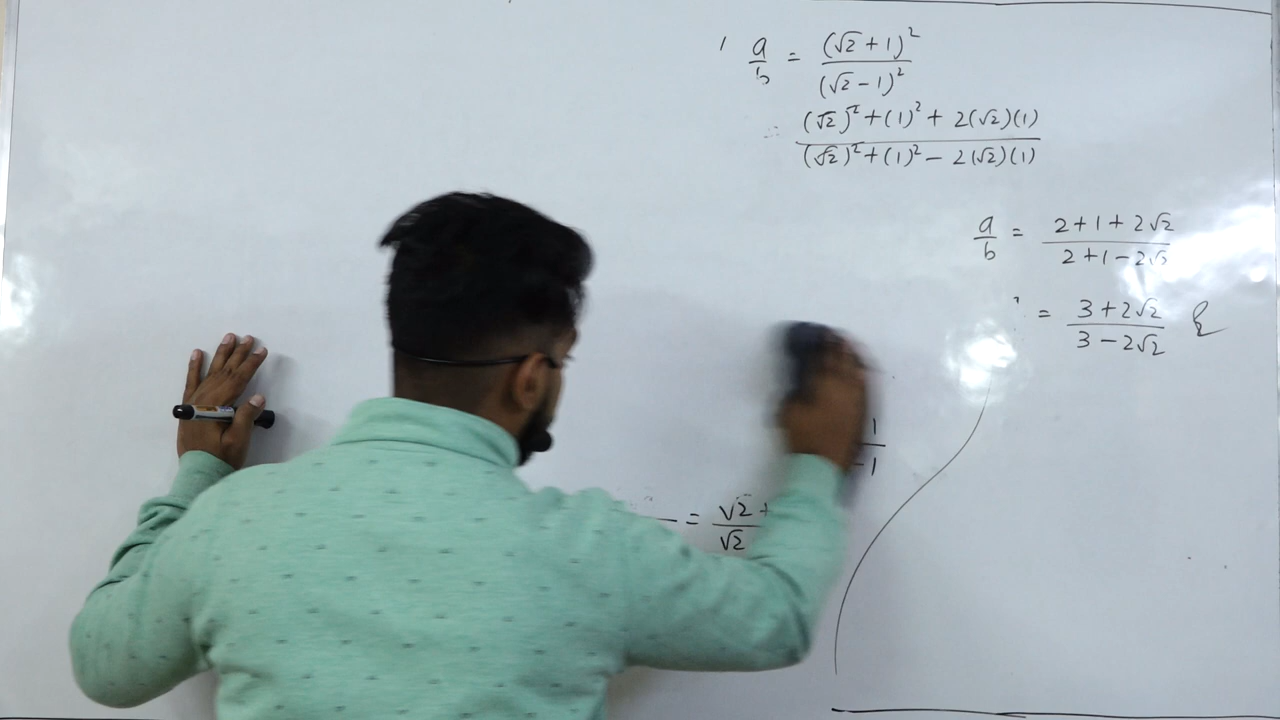 a/b = (√2+1)²/(√2-1)²
= (√2)²+(1)²+2(√2)(1)/(√2)²+(1)²-2(√2)(1)
a/b = 2+1+2√2/2+1-2√2
= 3+2√2/3-2√2
1/-1
= √2+/√2